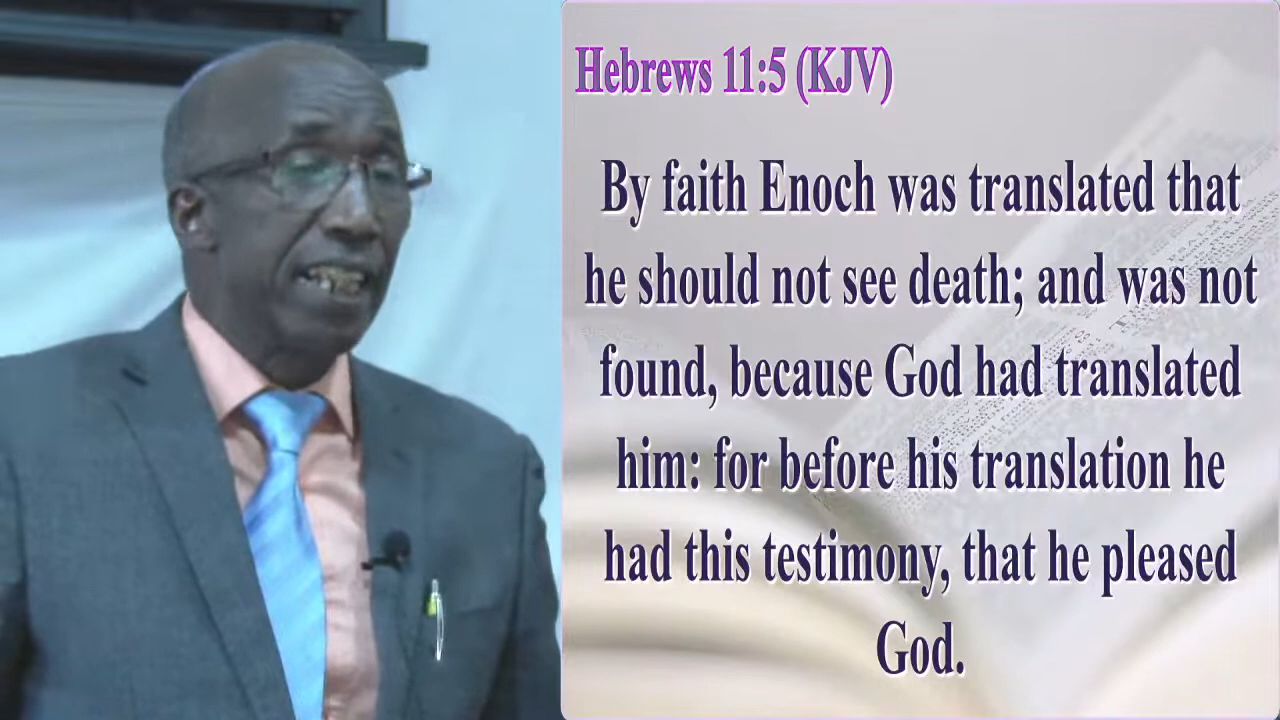 Hebrews 11:5 (KJV)
By faith Enoch was translated that
he should not see death; and was not
found, because God had translated
him: for before his translation he
had this testimony, that he pleased
God.